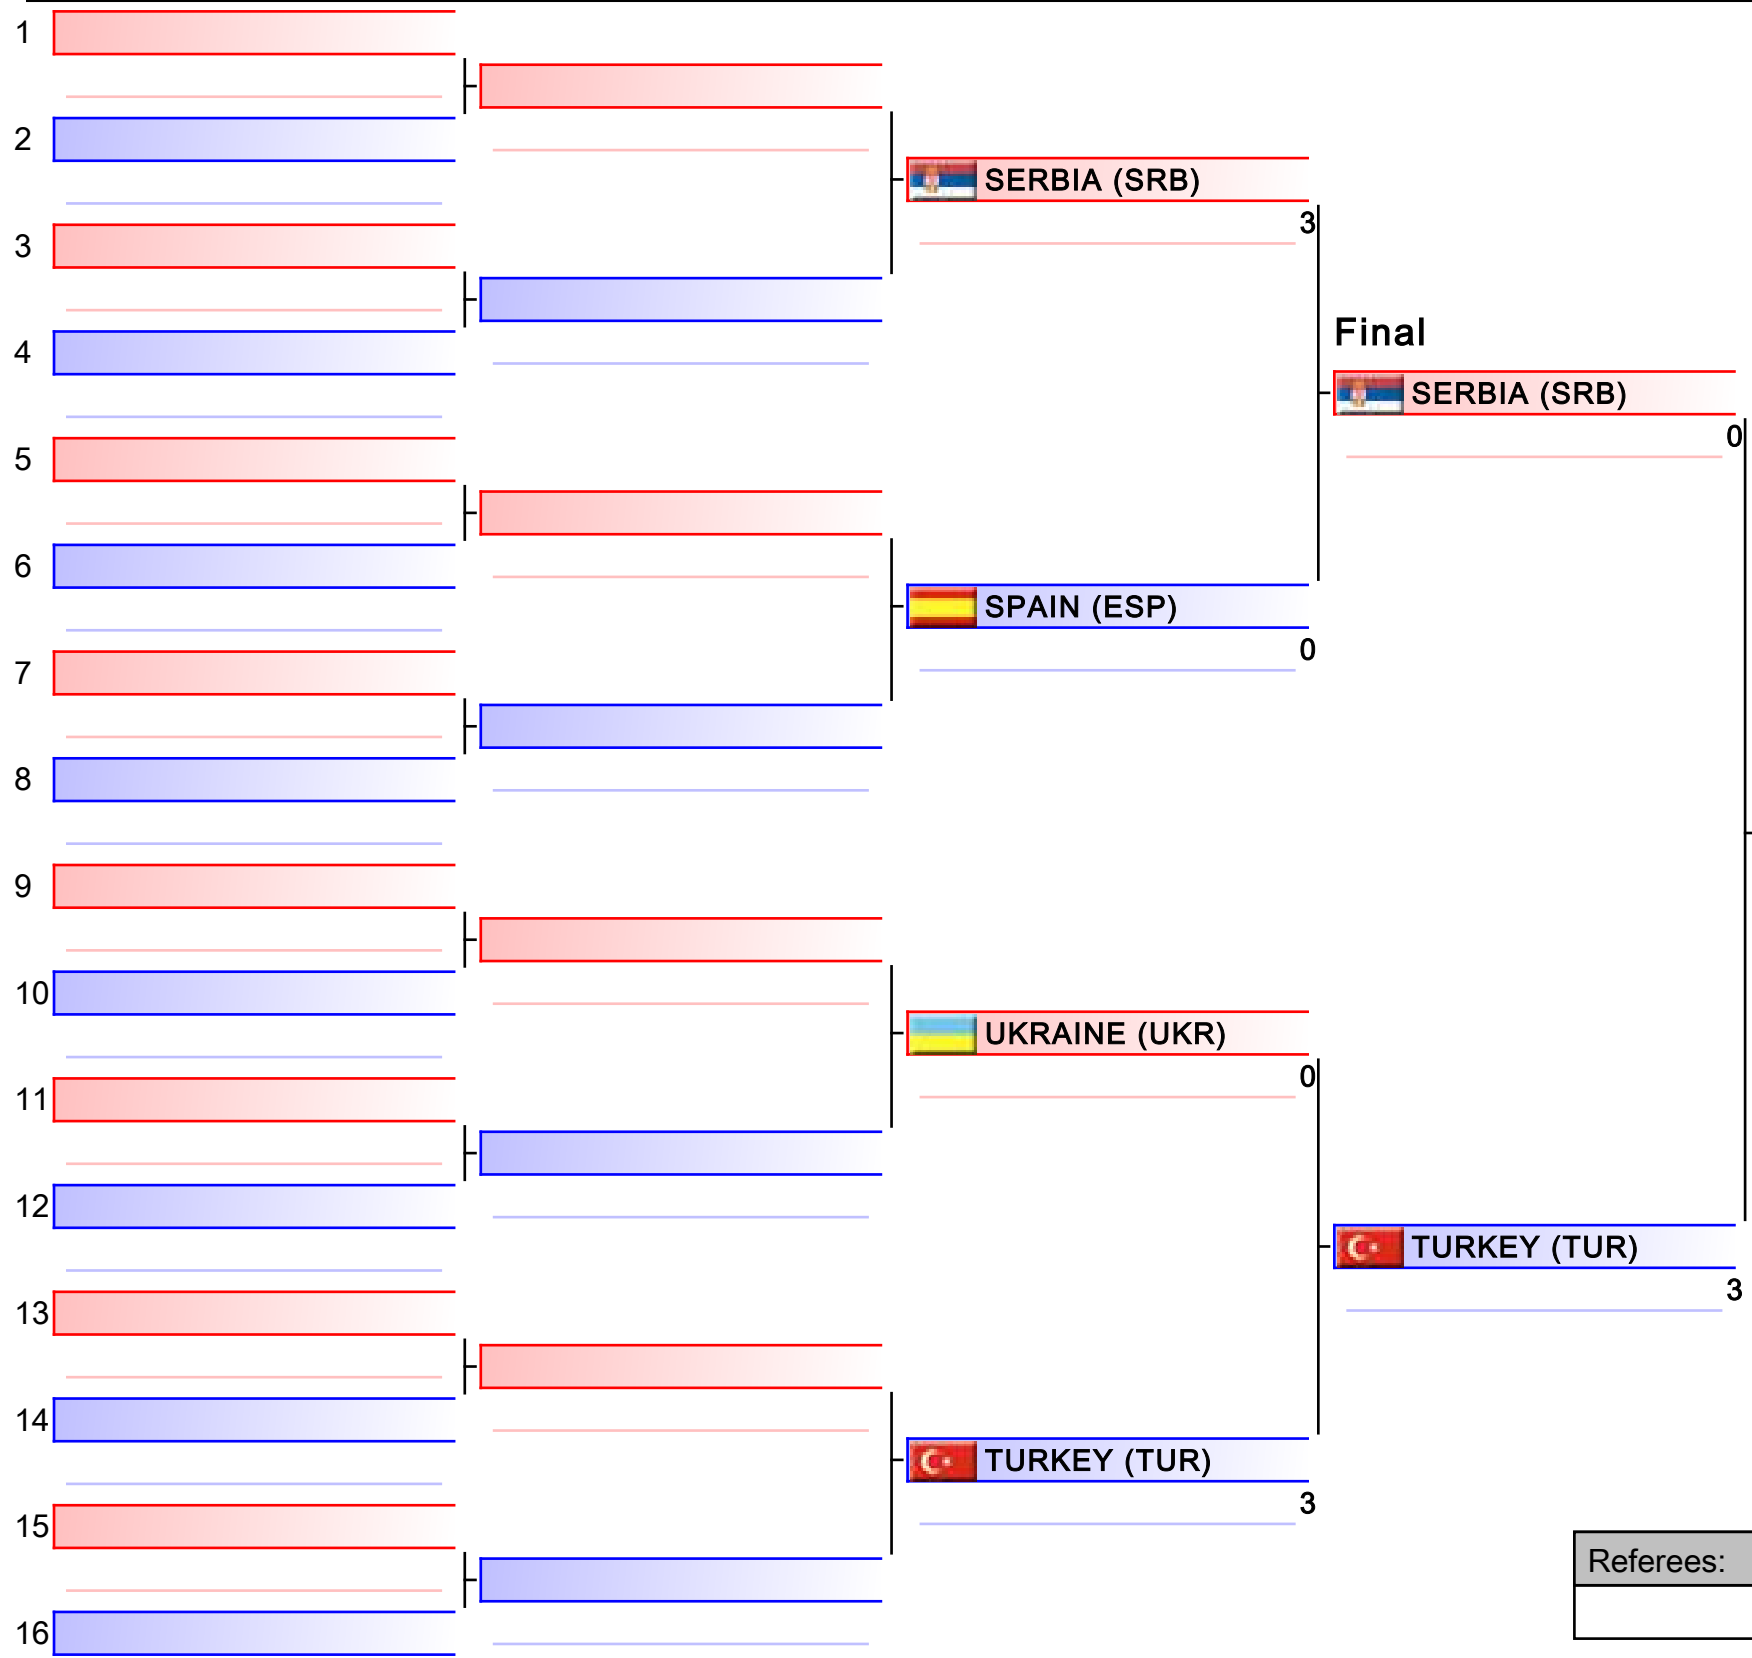 1
2
SERBIA (SRB)
3
3
Final
4
SERBIA (SRB)
0
5
6
SPAIN (ESP)
0
7
8
9
10
UKRAINE (UKR)
0
11
12
TURKEY (TUR)
3
13
14
TURKEY (TUR)
3
15
Referees:
16